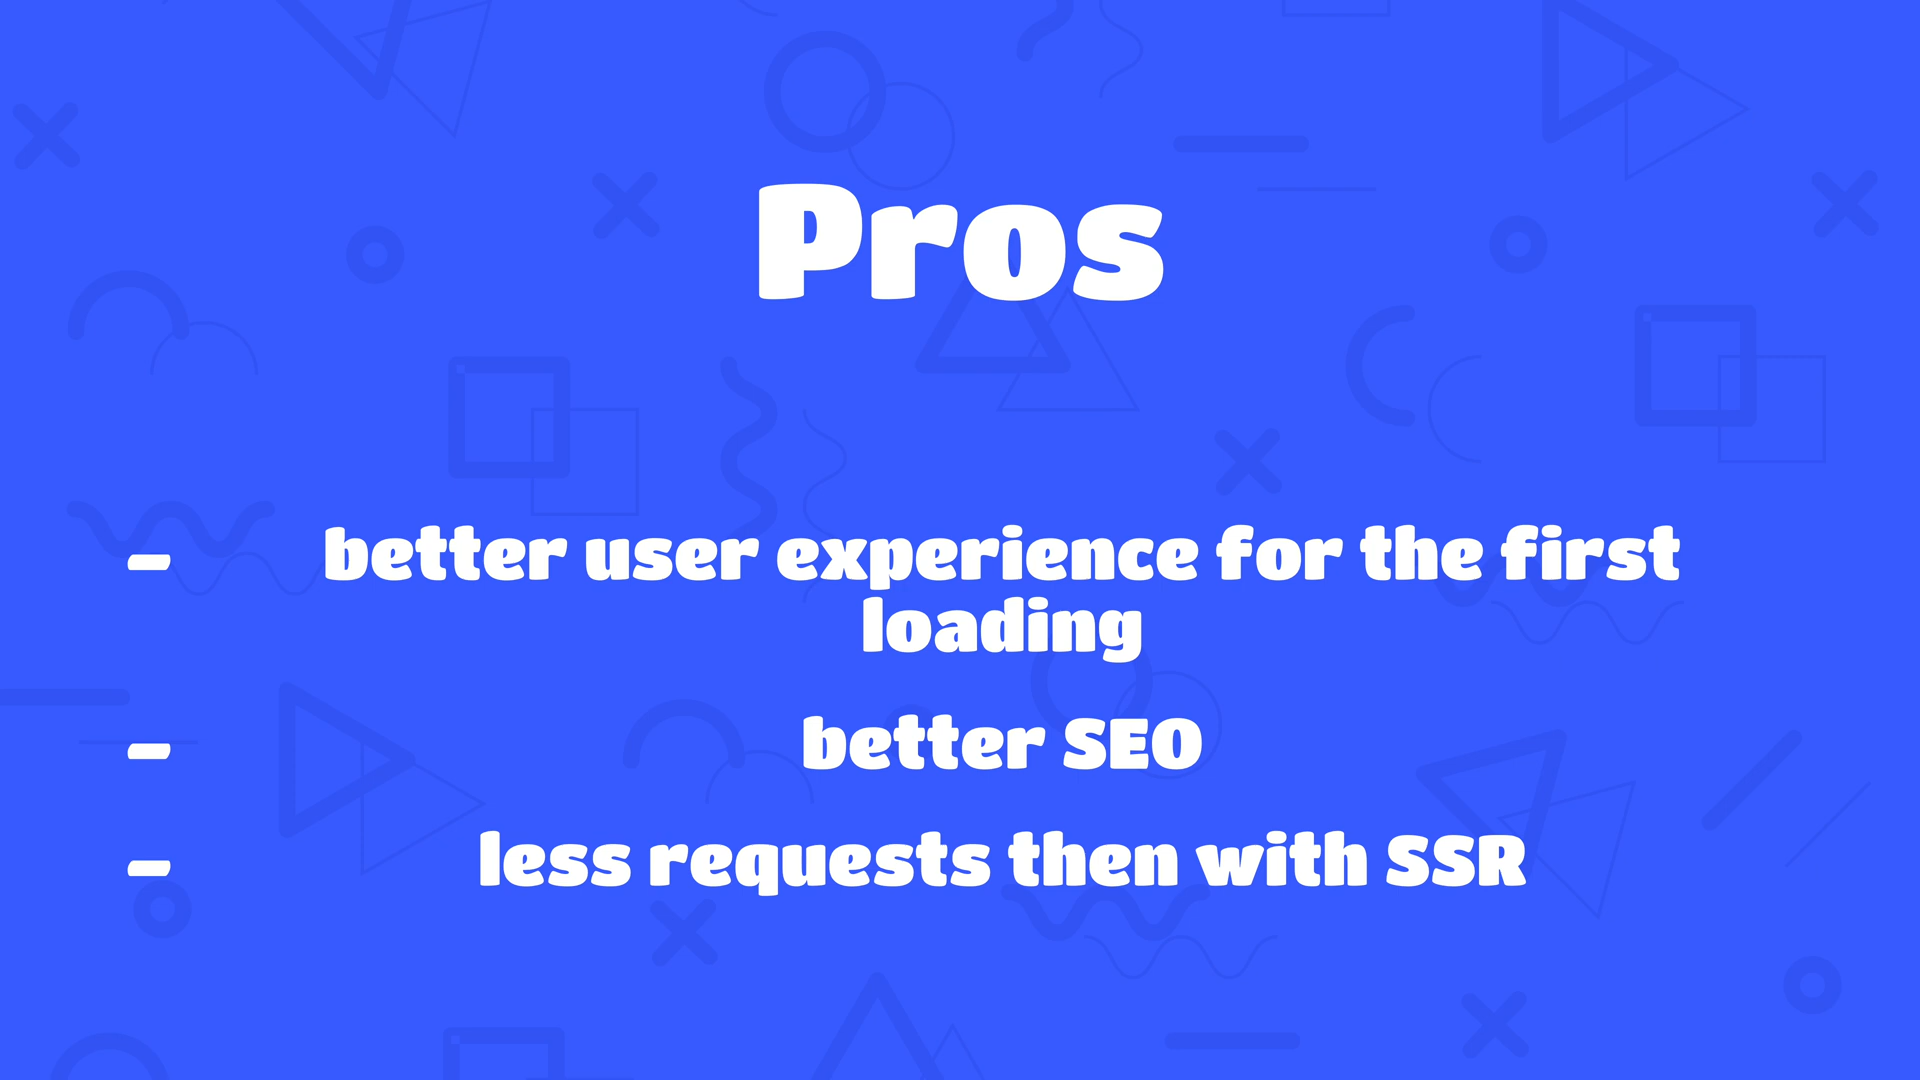 Pros
- better user experience for the first
loading
- better SEO
- less requests then with SSR